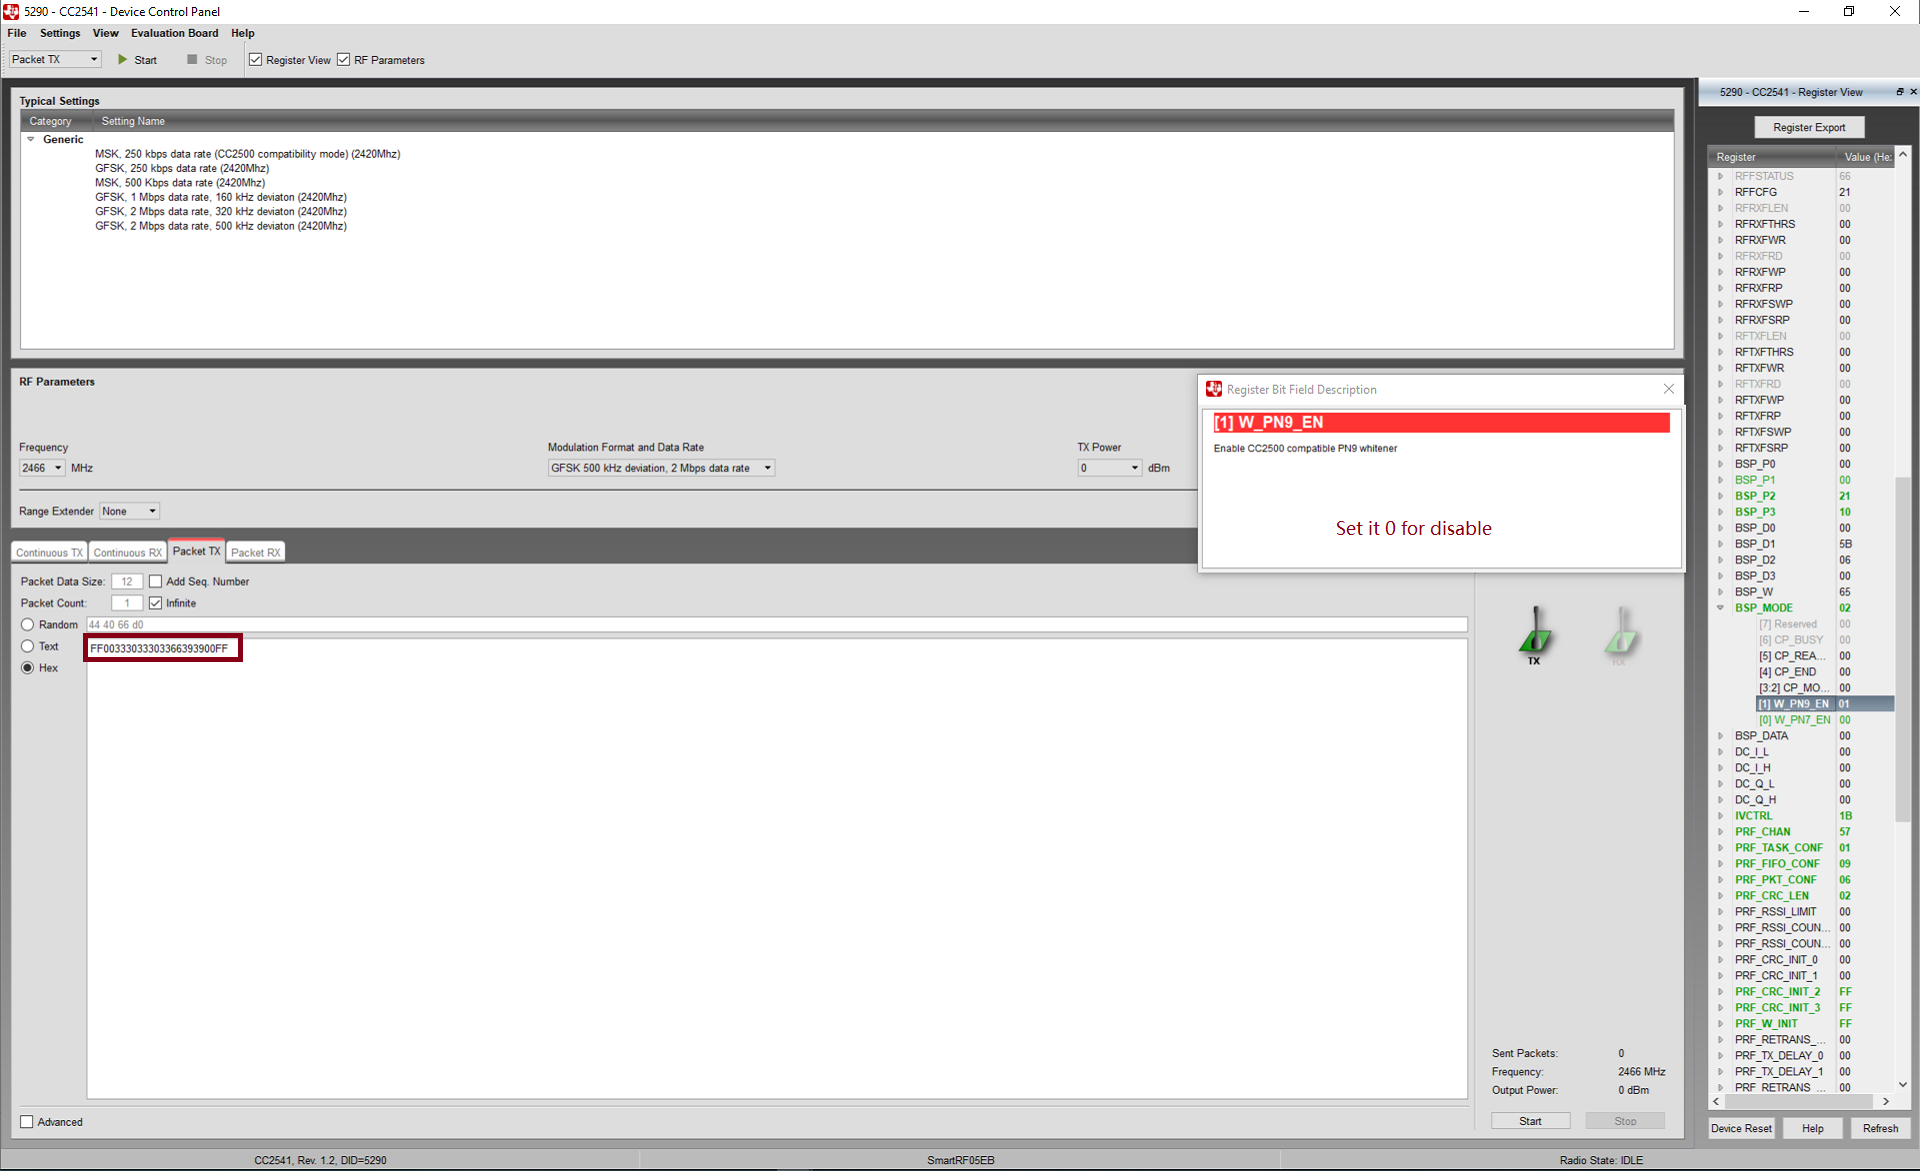 5290 - CC2541 - Device Control Panel
File Settings View Evaluation Board Help
Packet TX Start Stop Register View RF Parameters
Typical Settings
Category Setting Name
Generic
MSK, 250 kbps data rate (CC2500 compatibility mode) (2420Mhz)
GFSK, 250 kbps data rate (2420Mhz)
MSK, 500 Kbps data rate (2420Mhz)
GFSK, 1 Mbps data rate, 160 kHz deviaton (2420Mhz)
GFSK, 2 Mbps data rate, 320 kHz deviaton (2420Mhz)
GFSK, 2 Mbps data rate, 500 kHz deviaton (2420Mhz)
RF Parameters
Frequency
2466 MHz
Modulation Format and Data Rate
GFSK 500 kHz deviation, 2 Mbps data rate
TX Power
0 dBm
Range Extender None
Register Bit Field Description
[1] W_PN9_EN
Enable CC2500 compatible PN9 whitener
Set it 0 for disable
Continuous TX Continuous RX Packet TX Packet RX
Packet Data Size: 12 Add Seq. Number
Packet Count: 1 Infinite
Random 44 40 66 d0
Text
FF00333033303366393900FF
Hex
TX
RX
Sent Packets: 0
Frequency: 2466 MHz
Output Power: 0 dBm
Start Stop
Advanced
5290 - CC2541 - Register View
Register Export
Register Value (He:
RFFSTATUS 66
RFFCFG 21
RFRXFLEN 00
RFRXFTHRS 00
RFRXFWR 00
RFRXFRD 00
RFRXFWP 00
RFRXFRP 00
RFRXFSWP 00
RFRXFSRP 00
RFTXFLEN 00
RFTXFTHRS 00
RFTXFWR 00
RFTXFRD 00
RFTXFWP 00
RFTXFRP 00
RFTXFSWP 00
RFTXFSRP 00
BSP_P0 00
BSP_P1 00
BSP_P2 21
BSP_P3 10
BSP_D0 00
BSP_D1 5B
BSP_D2 06
BSP_D3 00
BSP_W 65
BSP_MODE 02
[7] Reserved 00
[6] CP_BUSY 00
[5] CP_REA... 00
[4] CP_END 00
[3:2] CP_MO... 00
[1] W_PN9_EN 01
[0] W_PN7_EN 00
BSP_DATA 00
DC_I_L 00
DC_I_H 00
DC_Q_L 00
DC_Q_H 00
IVCTRL 1B
PRF_CHAN 57
PRF_TASK_CONF 01
PRF_FIFO_CONF 09
PRF_PKT_CONF 06
PRF_CRC_LEN 02
PRF_RSSI_LIMIT 00
PRF_RSSI_COUN... 00
PRF_RSSI_COUN... 00
PRF_CRC_INIT_0 00
PRF_CRC_INIT_1 00
PRF_CRC_INIT_2 FF
PRF_CRC_INIT_3 FF
PRF_W_INIT FF
PRF_RETRANS_... 00
PRF_TX_DELAY_0 00
PRF_TX_DELAY_1 00
PRF RETRANS ... 00
Device Reset Help Refresh
CC2541, Rev. 1.2, DID=5290 SmartRF05EB Radio State: IDLE